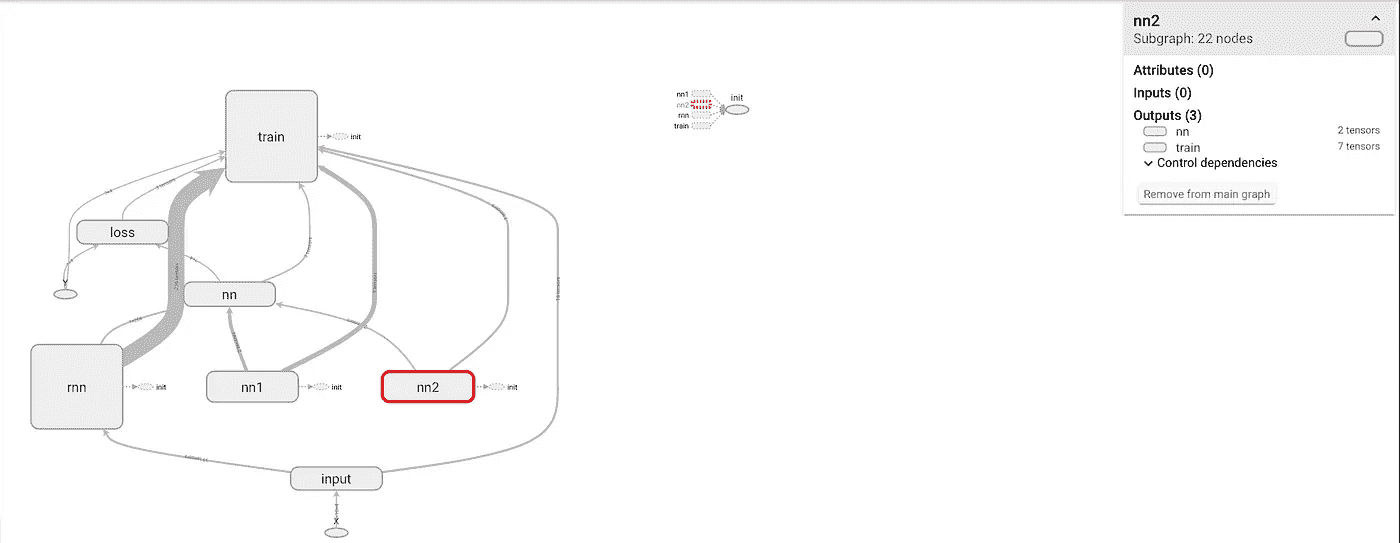 nn2
Subgraph: 22 nodes
Attributes (0)
Inputs (0)
Outputs (3)
nn 2 tensors
train 7 tensors
Control dependencies
Remove from main graph
nn1
nn2
rnn
train
init
train
init
loss
nn
rnn
init
nn1
init
nn2
init
input
X